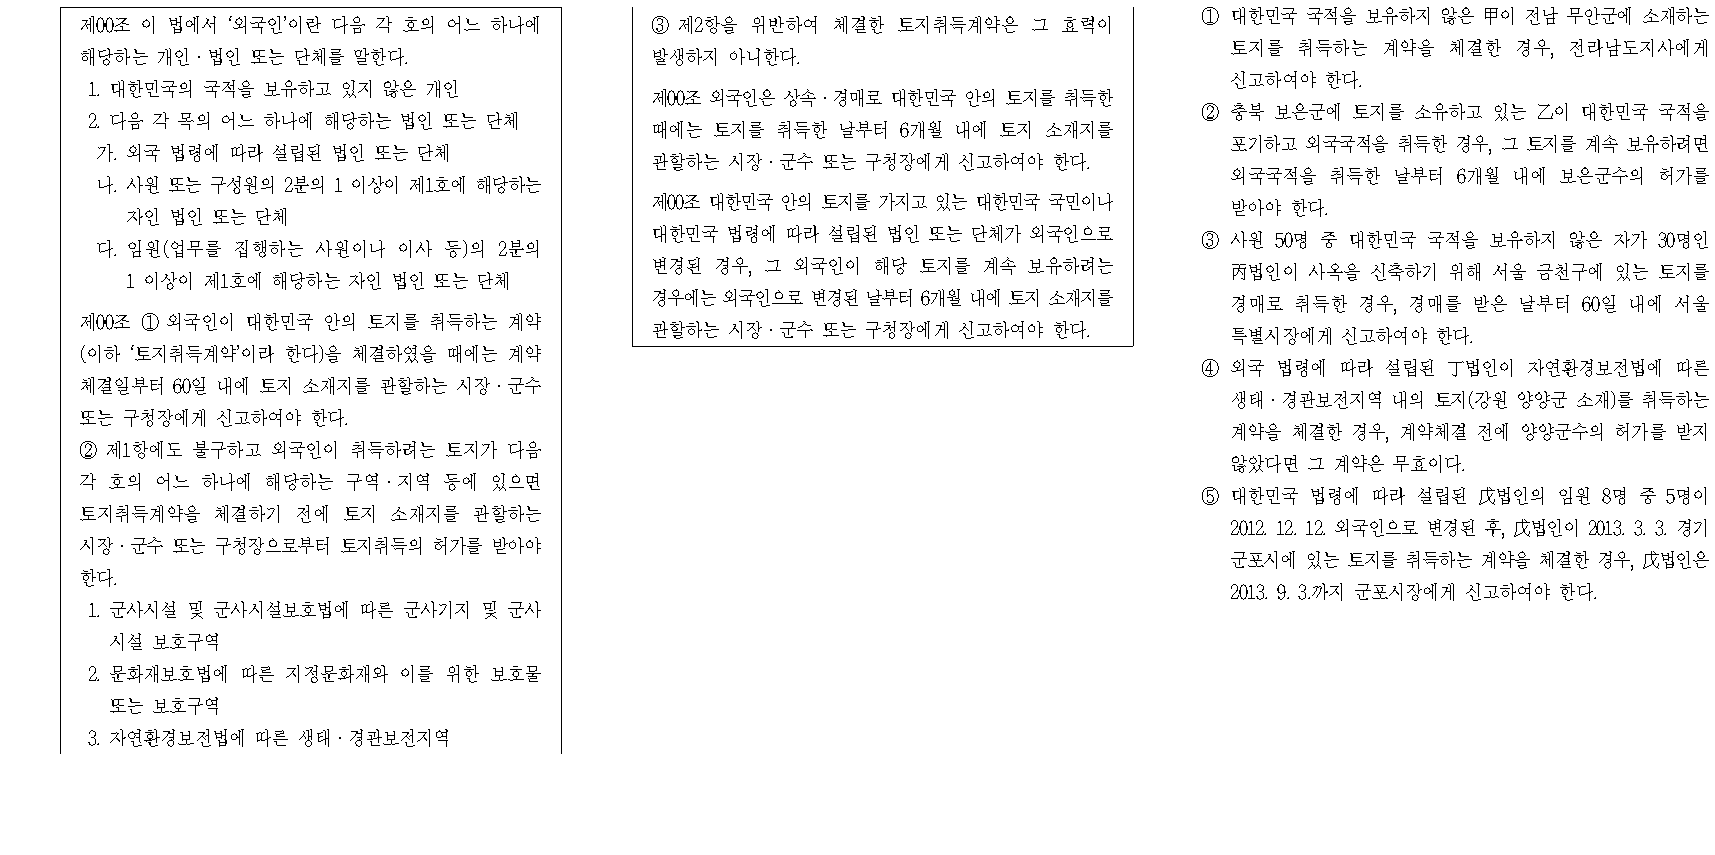 제00조 이 법에서 ‘외국인’이란 다음 각 호의 어느 하나에
해당하는 개인·법인 또는 단체를 말한다.
1. 대한민국의 국적을 보유하고 있지 않은 개인
2. 다음 각 목의 어느 하나에 해당하는 법인 또는 단체
가. 외국 법령에 따라 설립된 법인 또는 단체
나. 사원 또는 구성원의 2분의 1 이상이 제1호에 해당하는
자인 법인 또는 단체
다. 임원(업무를 집행하는 사원이나 이사 등)의 2분의
1 이상이 제1호에 해당하는 자인 법인 또는 단체
제00조 ① 외국인이 대한민국 안의 토지를 취득하는 계약
(이하 ‘토지취득계약’이라 한다)을 체결하였을 때에는 계약
체결일부터 60일 내에 토지 소재지를 관할하는 시장·군수
또는 구청장에게 신고하여야 한다.
② 제1항에도 불구하고 외국인이 취득하려는 토지가 다음
각 호의 어느 하나에 해당하는 구역·지역 등에 있으면
토지취득계약을 체결하기 전에 토지 소재지를 관할하는
시장·군수 또는 구청장으로부터 토지취득의 허가를 받아야
한다.
1. 군사시설 및 군사시설보호법에 따른 군사기지 및 군사
시설 보호구역
2. 문화재보호법에 따른 지정문화재와 이를 위한 보호물
또는 보호구역
3. 자연환경보전법에 따른 생태·경관보전지역
③ 제2항을 위반하여 체결한 토지취득계약은 그 효력이
발생하지 아니한다.
제00조 외국인은 상속·경매로 대한민국 안의 토지를 취득한
때에는 토지를 취득한 날부터 6개월 내에 토지 소재지를
관할하는 시장·군수 또는 구청장에게 신고하여야 한다.
제00조 대한민국 안의 토지를 가지고 있는 대한민국 국민이나
대한민국 법령에 따라 설립된 법인 또는 단체가 외국인으로
변경된 경우, 그 외국인이 해당 토지를 계속 보유하려는
경우에는 외국인으로 변경된 날부터 6개월 내에 토지 소재지를
관할하는 시장·군수 또는 구청장에게 신고하여야 한다.
① 대한민국 국적을 보유하지 않은 甲이 전남 무안군에 소재하는
토지를 취득하는 계약을 체결한 경우, 전라남도지사에게
신고하여야 한다.
② 충북 보은군에 토지를 소유하고 있는 乙이 대한민국 국적을
포기하고 외국국적을 취득한 경우, 그 토지를 계속 보유하려면
외국국적을 취득한 날부터 6개월 내에 보은군수의 허가를
받아야 한다.
③ 사원 50명 중 대한민국 국적을 보유하지 않은 자가 30명인
丙법인이 사옥을 신축하기 위해 서울 금천구에 있는 토지를
경매로 취득한 경우, 경매를 받은 날부터 60일 내에 서울
특별시장에게 신고하여야 한다.
④ 외국 법령에 따라 설립된 丁법인이 자연환경보전법에 따른
생태·경관보전지역 내의 토지(강원 양양군 소재)를 취득하는
계약을 체결한 경우, 계약체결 전에 양양군수의 허가를 받지
않았다면 그 계약은 무효이다.
⑤ 대한민국 법령에 따라 설립된 戊법인의 임원 8명 중 5명이
2012. 12. 12. 외국인으로 변경된 후, 戊법인이 2013. 3. 3. 경기
군포시에 있는 토지를 취득하는 계약을 체결한 경우, 戊법인은
2013. 9. 3.까지 군포시장에게 신고하여야 한다.